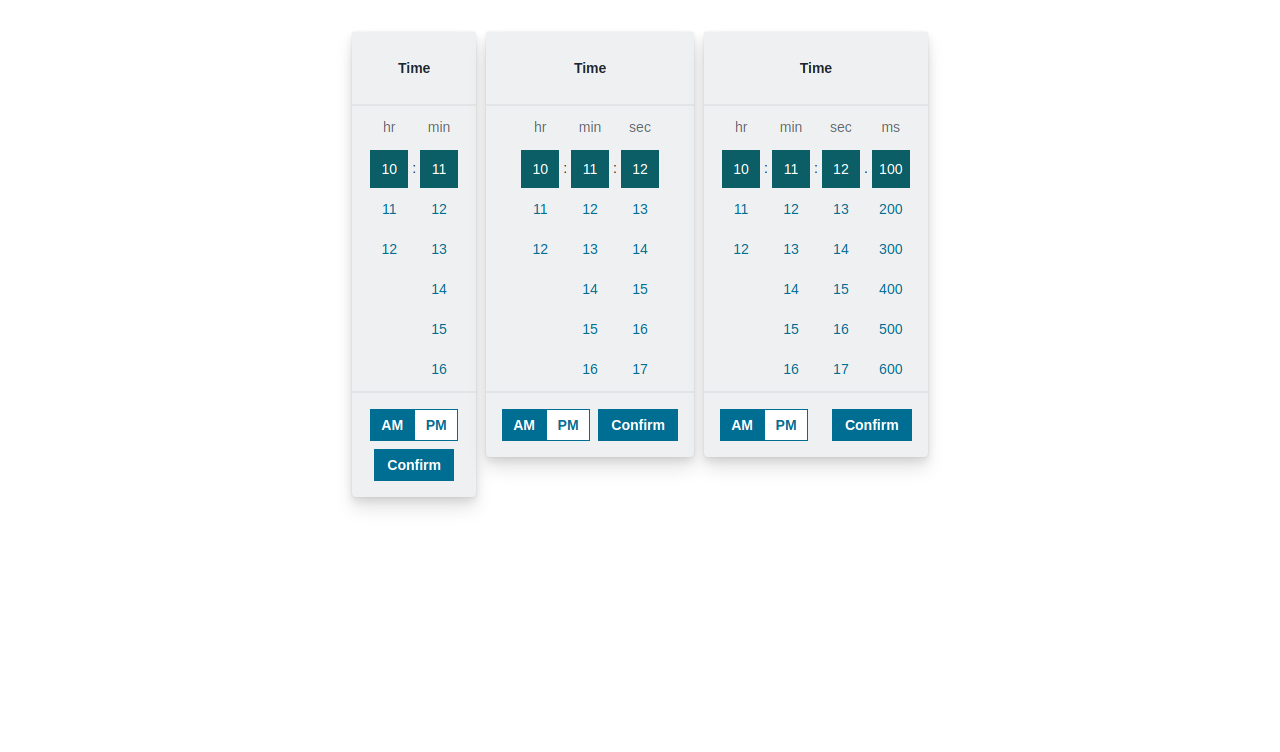 Time
hr min
10 : 11
11 12
12 13
14
15
16
AM PM
Confirm
Time
hr min sec
10 : 11 : 12
11 12 13
12 13 14
14 15
15 16
16 17
AM PM Confirm
Time
hr min sec ms
10 : 11 : 12 . 100
11 12 13 200
12 13 14 300
14 15 400
15 16 500
16 17 600
AM PM Confirm